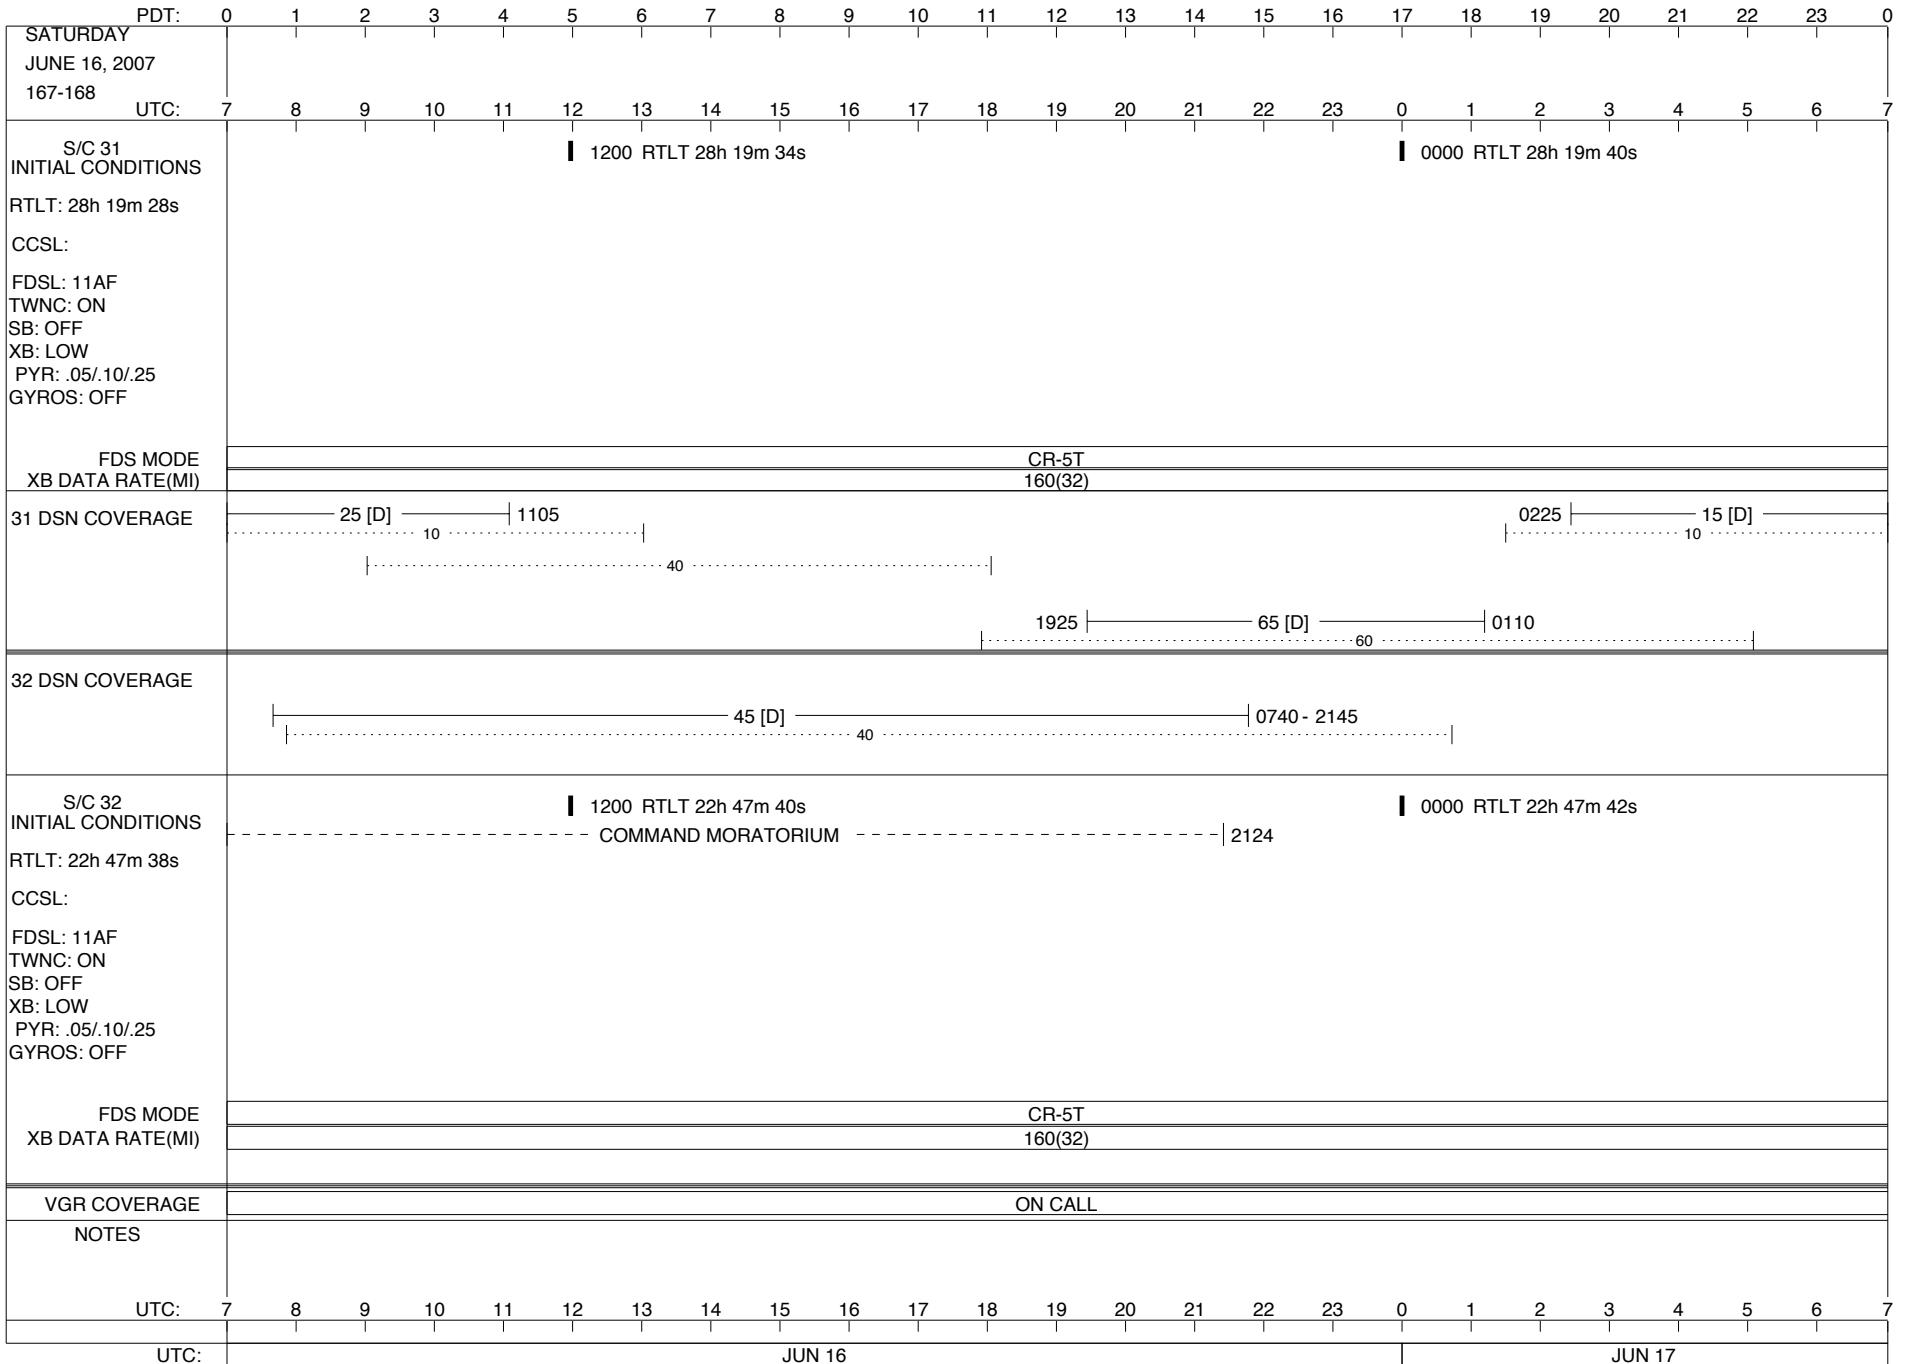 PDT: 0 1 2 3 4 5 6 7 8 9 10 11 12 13 14 15 16 17 18 19 20 21 22 23 0
SATURDAY
JUNE 16, 2007
167-168
UTC: 7 8 9 10 11 12 13 14 15 16 17 18 19 20 21 22 23 0 1 2 3 4 5 6 7
S/C 31
INITIAL CONDITIONS
1200 RTLT 28h 19m 34s
0000 RTLT 28h 19m 40s
RTLT: 28h 19m 28s
CCSL:
FDSL: 11AF
TWNC: ON
SB: OFF
XB: LOW
PYR: .05/.10/.25
GYROS: OFF
FDS MODE CR-5T
XB DATA RATE(MI) 160(32)
31 DSN COVERAGE
25 [D] 1105
0225 15 [D]
10
10
40
1925 65 [D] 0110
60
32 DSN COVERAGE
45 [D] 0740 - 2145
40
S/C 32
INITIAL CONDITIONS
1200 RTLT 22h 47m 40s
0000 RTLT 22h 47m 42s
COMMAND MORATORIUM 2124
RTLT: 22h 47m 38s
CCSL:
FDSL: 11AF
TWNC: ON
SB: OFF
XB: LOW
PYR: .05/.10/.25
GYROS: OFF
FDS MODE CR-5T
XB DATA RATE(MI) 160(32)
VGR COVERAGE ON CALL
NOTES
UTC: 7 8 9 10 11 12 13 14 15 16 17 18 19 20 21 22 23 0 1 2 3 4 5 6 7
UTC: JUN 16 JUN 17